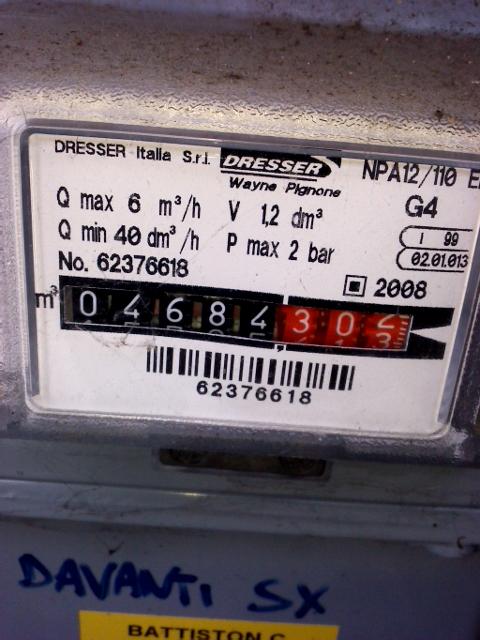 DRESSER Italia S.r.l. DRESSER NPA12/110
Wayne Pignone
Q max 6 m³/h V 1,2 dm³ G4
Q min 40 dm³/h P max 2 bar I 99
02.01.013
No. 62376618
2008
m³ 0 4 6 8 4 , 3 0 2
62376618
DAVANTI SX
BATTISTON C